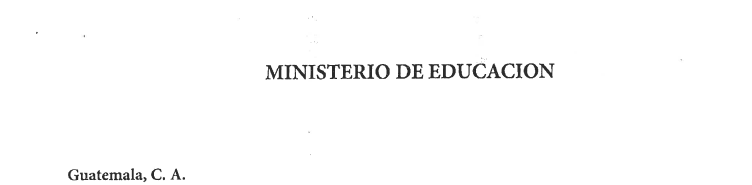 MINISTERIO DE EDUCACION
Guatemala, C. A.